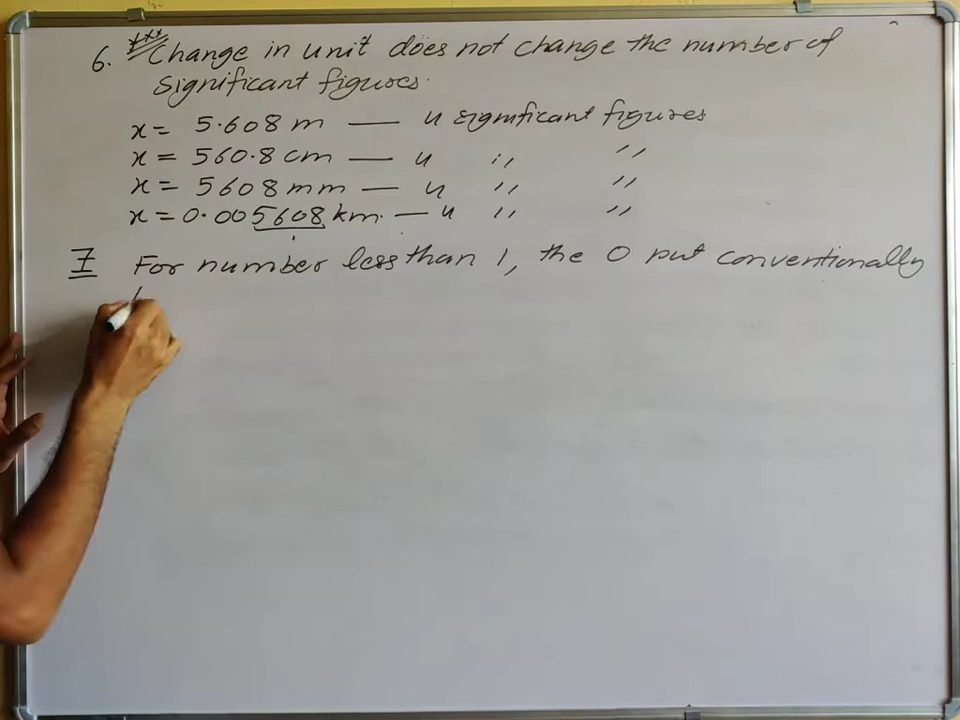 6. *** Change in unit does not change the number of
significant figures.
x = 5.608 m — 4 significant figures
x = 560.8 cm — 4 〃 〃
x = 5608 mm — 4 〃 〃
x = 0.005608 km. — 4 〃 〃
7 For number less than 1, the 0 put conventionally